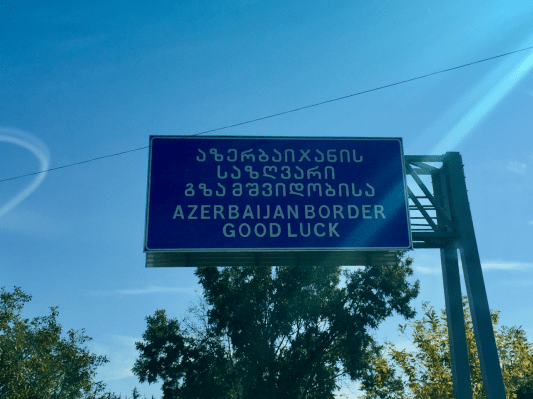 აზერბაიჯანის
საზღვარი
გზა მშვიდობისა
AZERBAIJAN BORDER
GOOD LUCK